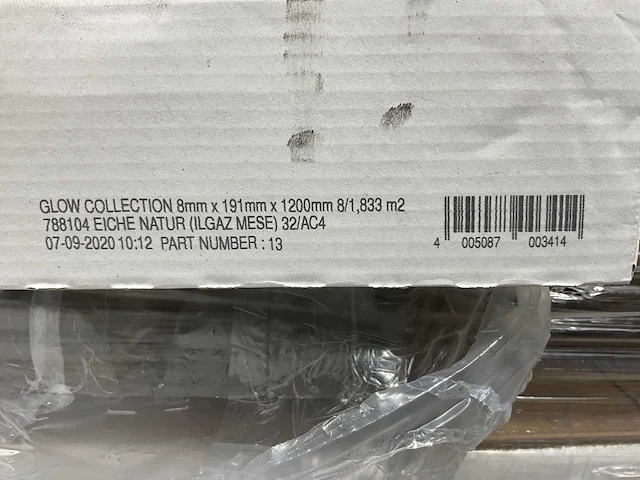 GLOW COLLECTION 8mm x 191mm x 1200mm 8/1,833 m2
788104 EICHE NATUR (ILGAZ MESE) 32/AC4
07-09-2020 10:12 PART NUMBER : 13
4 005087 003414